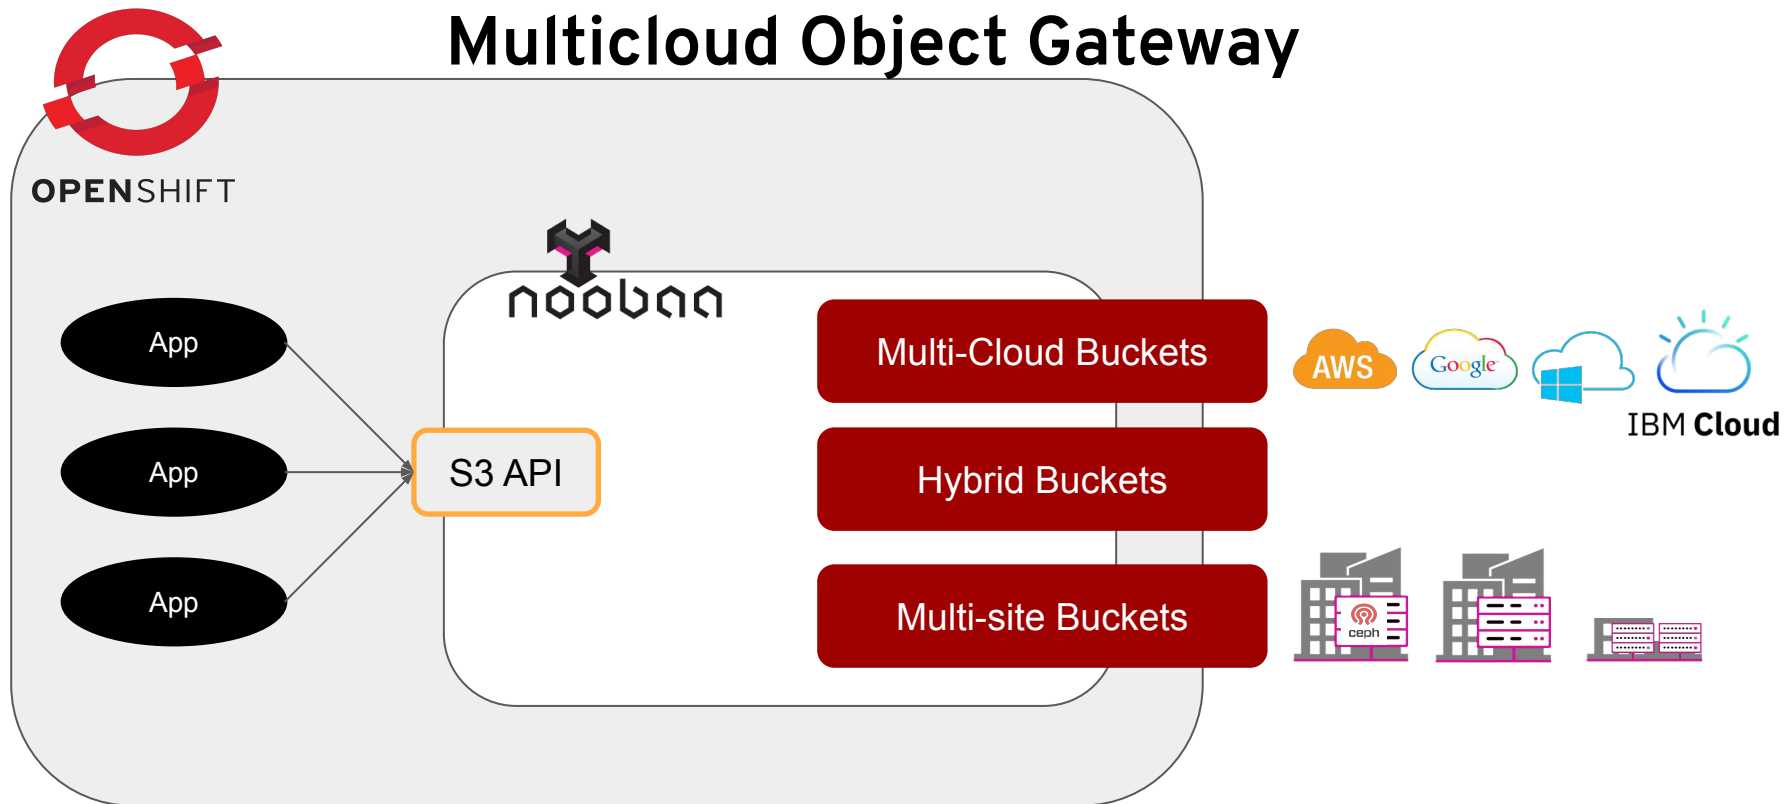 Multicloud Object Gateway
OPENSHIFT
noobaa
App
App
App
S3 API
Multi-Cloud Buckets
Hybrid Buckets
Multi-site Buckets
AWS
Google
IBM Cloud
ceph